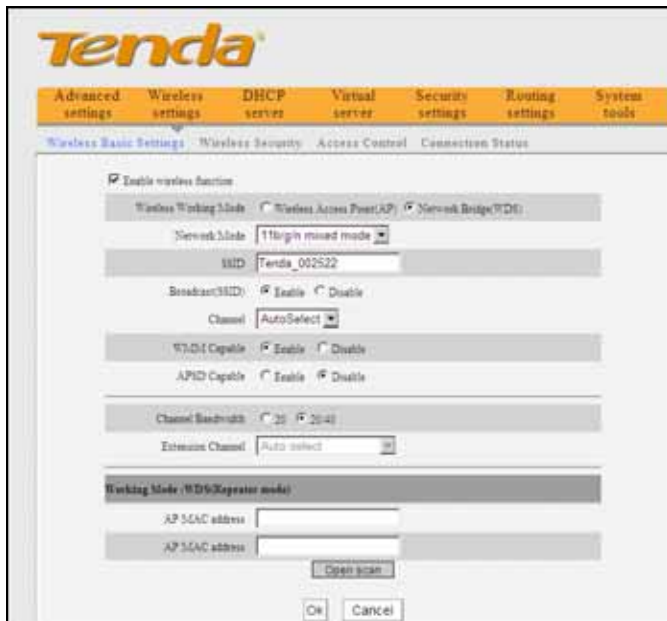 Tenda
Advanced settings Wireless settings DHCP server Virtual server Security settings Routing settings System tools
Wireless Basic Settings Wireless Security Access Control Connection Status
Enable wireless function
Wireless Working Mode Wireless Access Point(AP) Network Bridge(WDS)
Network Mode 11b/g/n mixed mode
SSID Tenda_002522
Broadcast(SSID) Enable Disable
Channel AutoSelect
WMM Capable Enable Disable
APSD Capable Enable Disable
Channel Bandwidth 20 20/40
Extension Channel Auto select
Working Mode :WDS(Repeater mode)
AP MAC address
AP MAC address
Open scan
Ok Cancel